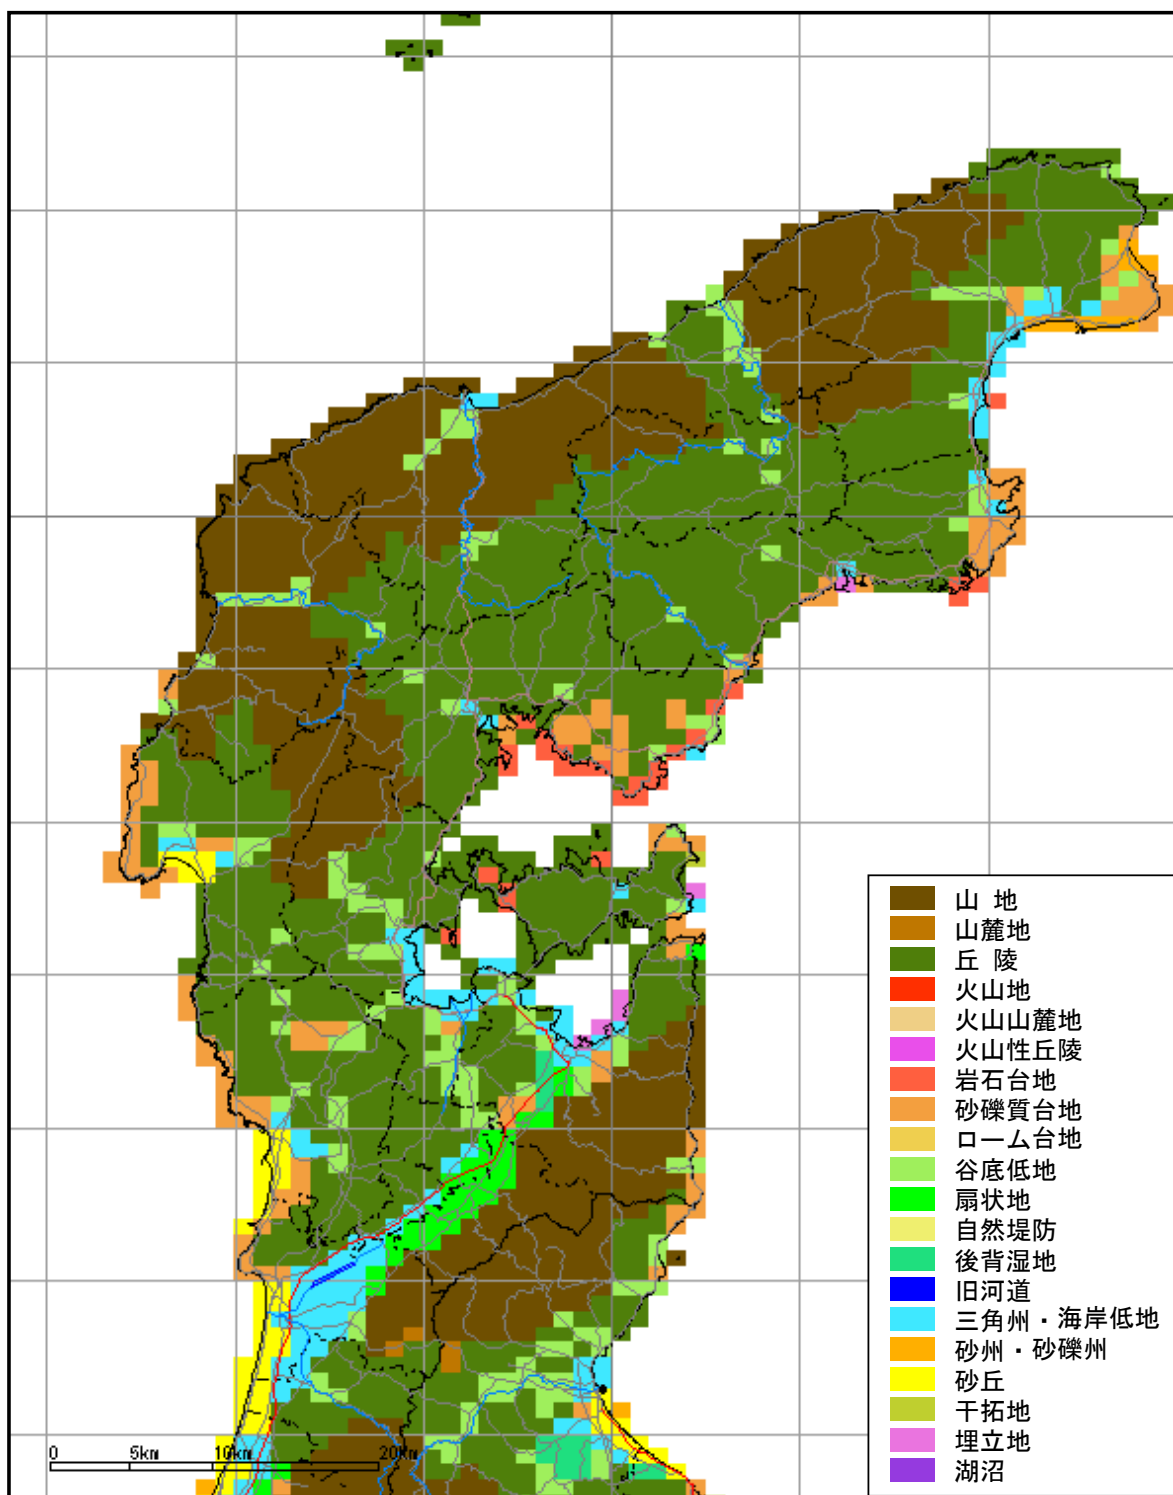 山 地
山麓地
丘 陵
火山地
火山山麓地
火山性丘陵
岩石台地
砂礫質台地
ローム台地
谷底低地
扇状地
自然堤防
後背湿地
旧河道
三角州・海岸低地
砂州・砂礫州
砂丘
干拓地
埋立地
湖沼
0 5km 10km 20km